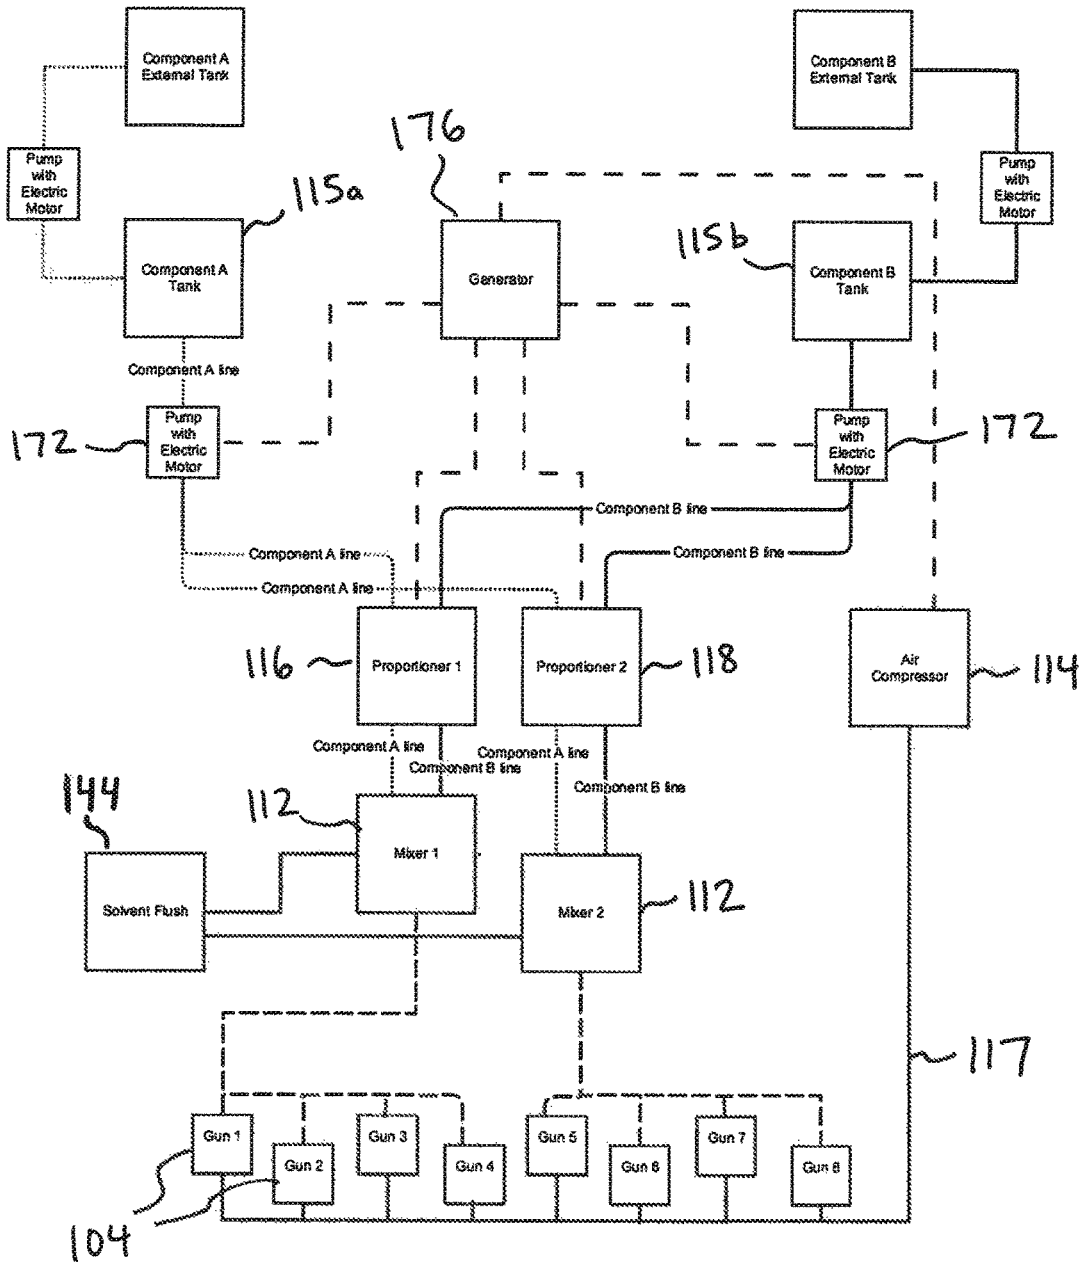 Component A
External Tank
Component B
External Tank
176
Pump
with
Electric
Motor
Pump
with
Electric
Motor
115a
115b
Component A
Tank
Generator
Component B
Tank
Component A line
172
Pump
with
Electric
Motor
Pump
with
Electric
Motor
172
Component B line
Component A line
Component B line
Component A line
116
Proportioner 1
Proportioner 2
118
Air
Compressor
114
Component A line
Component A line
Component B line
Component B line
144
112
Mixer 1
Solvent Flush
Mixer 2
112
117
Gun 1
Gun 2
Gun 3
Gun 4
Gun 5
Gun 6
Gun 7
Gun 8
104